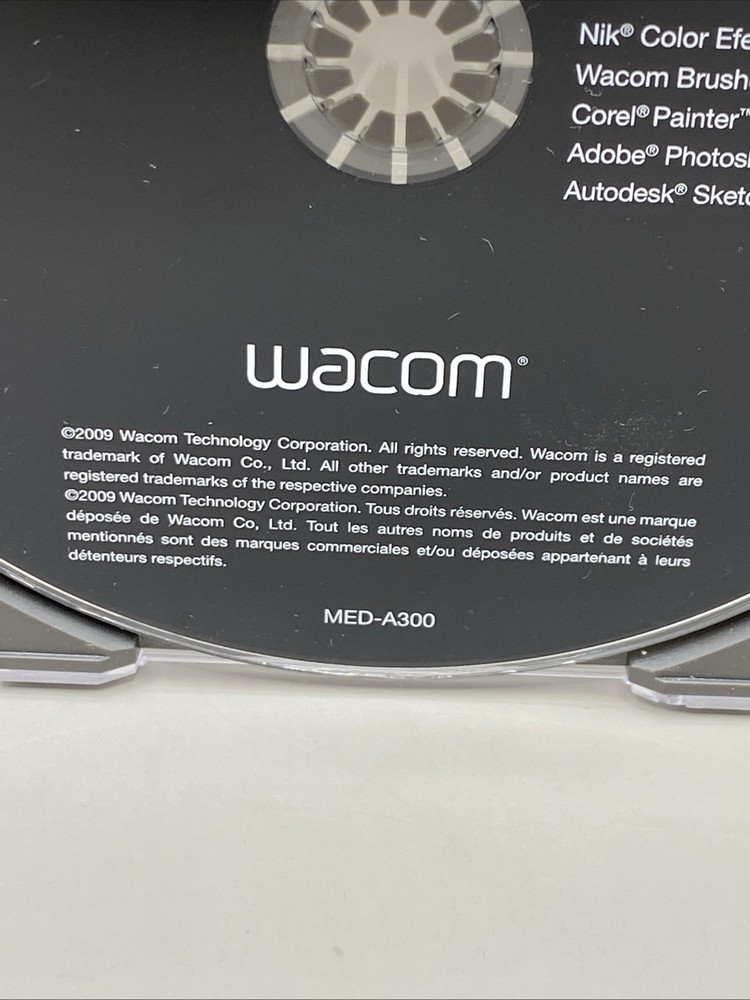 Nik® Color
Wacom
Corel® Painter™
Adobe®
Autodesk®
wacom®
©2009 Wacom Technology Corporation. All rights reserved. Wacom is a registered
trademark of Wacom Co., Ltd. All other trademarks and/or product names are
registered trademarks of the respective companies.
©2009 Wacom Technology Corporation. Tous droits réservés. Wacom est une marque
déposée de Wacom Co, Ltd. Tout les autres noms de produits et de sociétés
mentionnés sont des marques commerciales et/ou déposées appartenant à leurs
détenteurs respectifs.
MED-A300